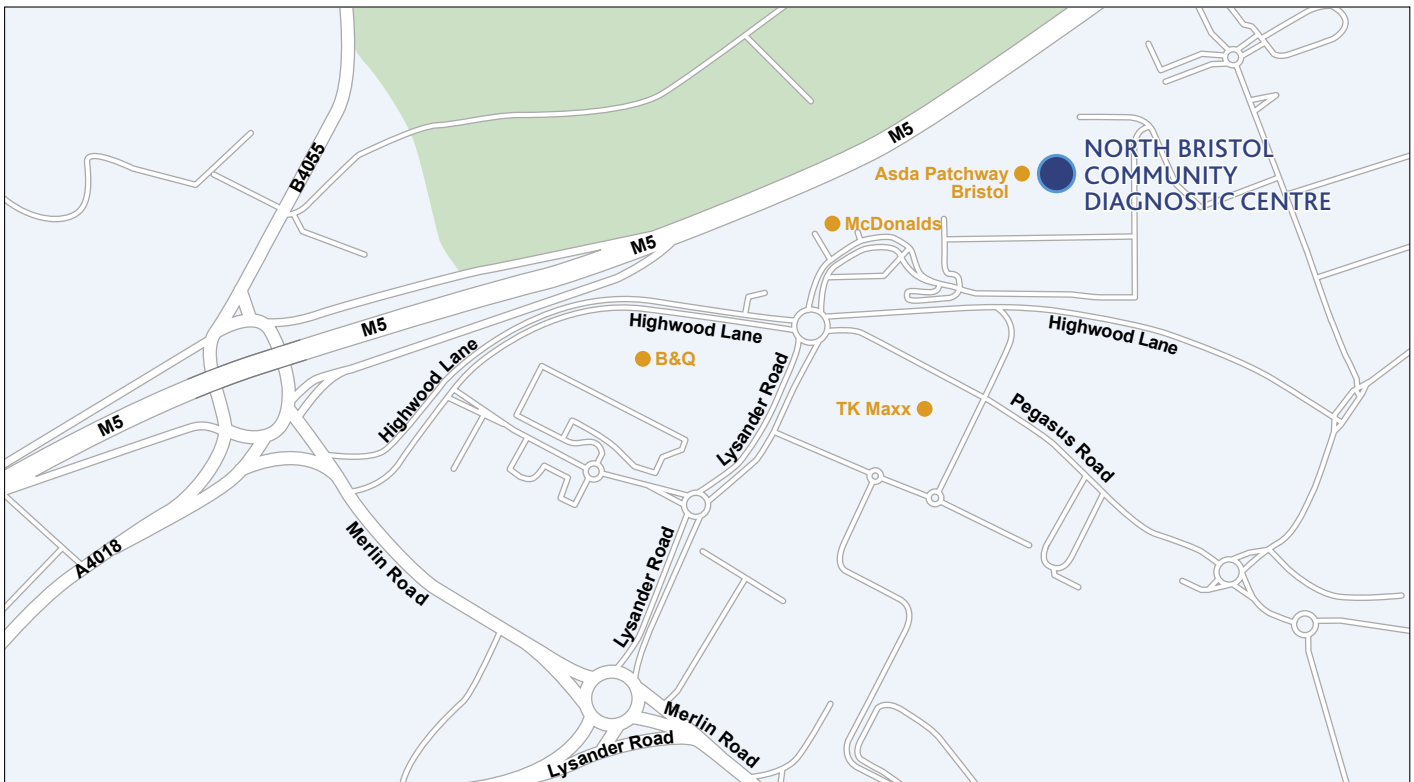 M5
B4055
Asda Patchway
Bristol
NORTH BRISTOL
COMMUNITY
DIAGNOSTIC CENTRE
McDonalds
M5
M5
Highwood Lane
Highwood Lane
B&Q
Highwood Lane
Lysander Road
TK Maxx
Pegasus Road
M5
A4018
Merlin Road
Lysander Road
Merlin Road
Lysander Road